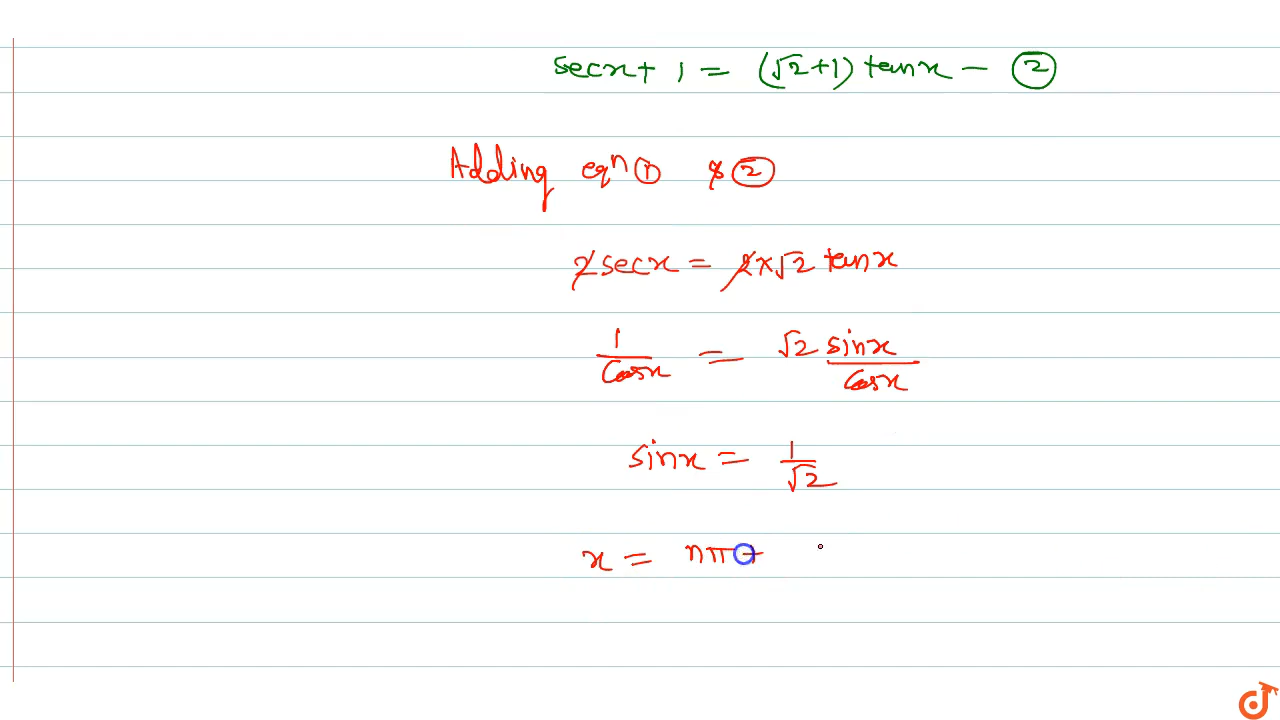 secx + 1 = (√2+1) tanx — ②
Adding eqⁿ ① & ②
2secx = 2x√2 tanx
1/cosx = √2 sinx/cosx
sinx = 1/√2
x = nπ +